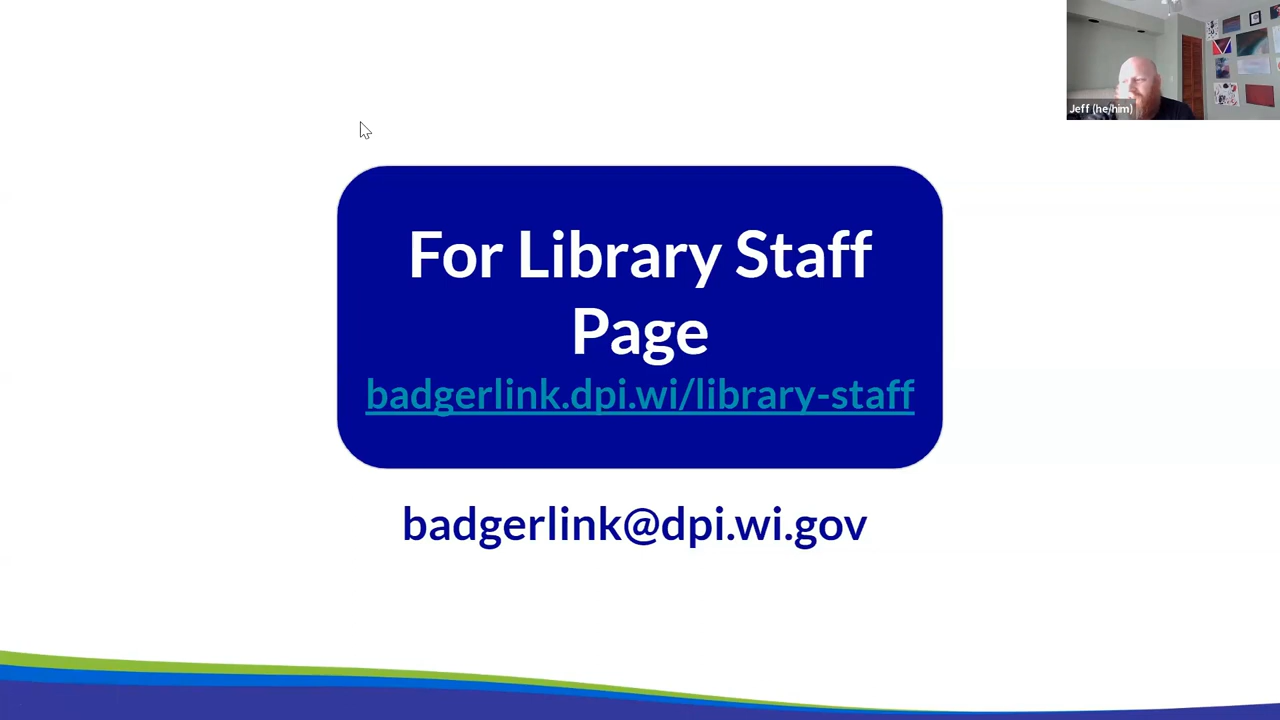 Jeff (he/him)
For Library Staff
Page
badgerlink.dpi.wi/library-staff
badgerlink@dpi.wi.gov